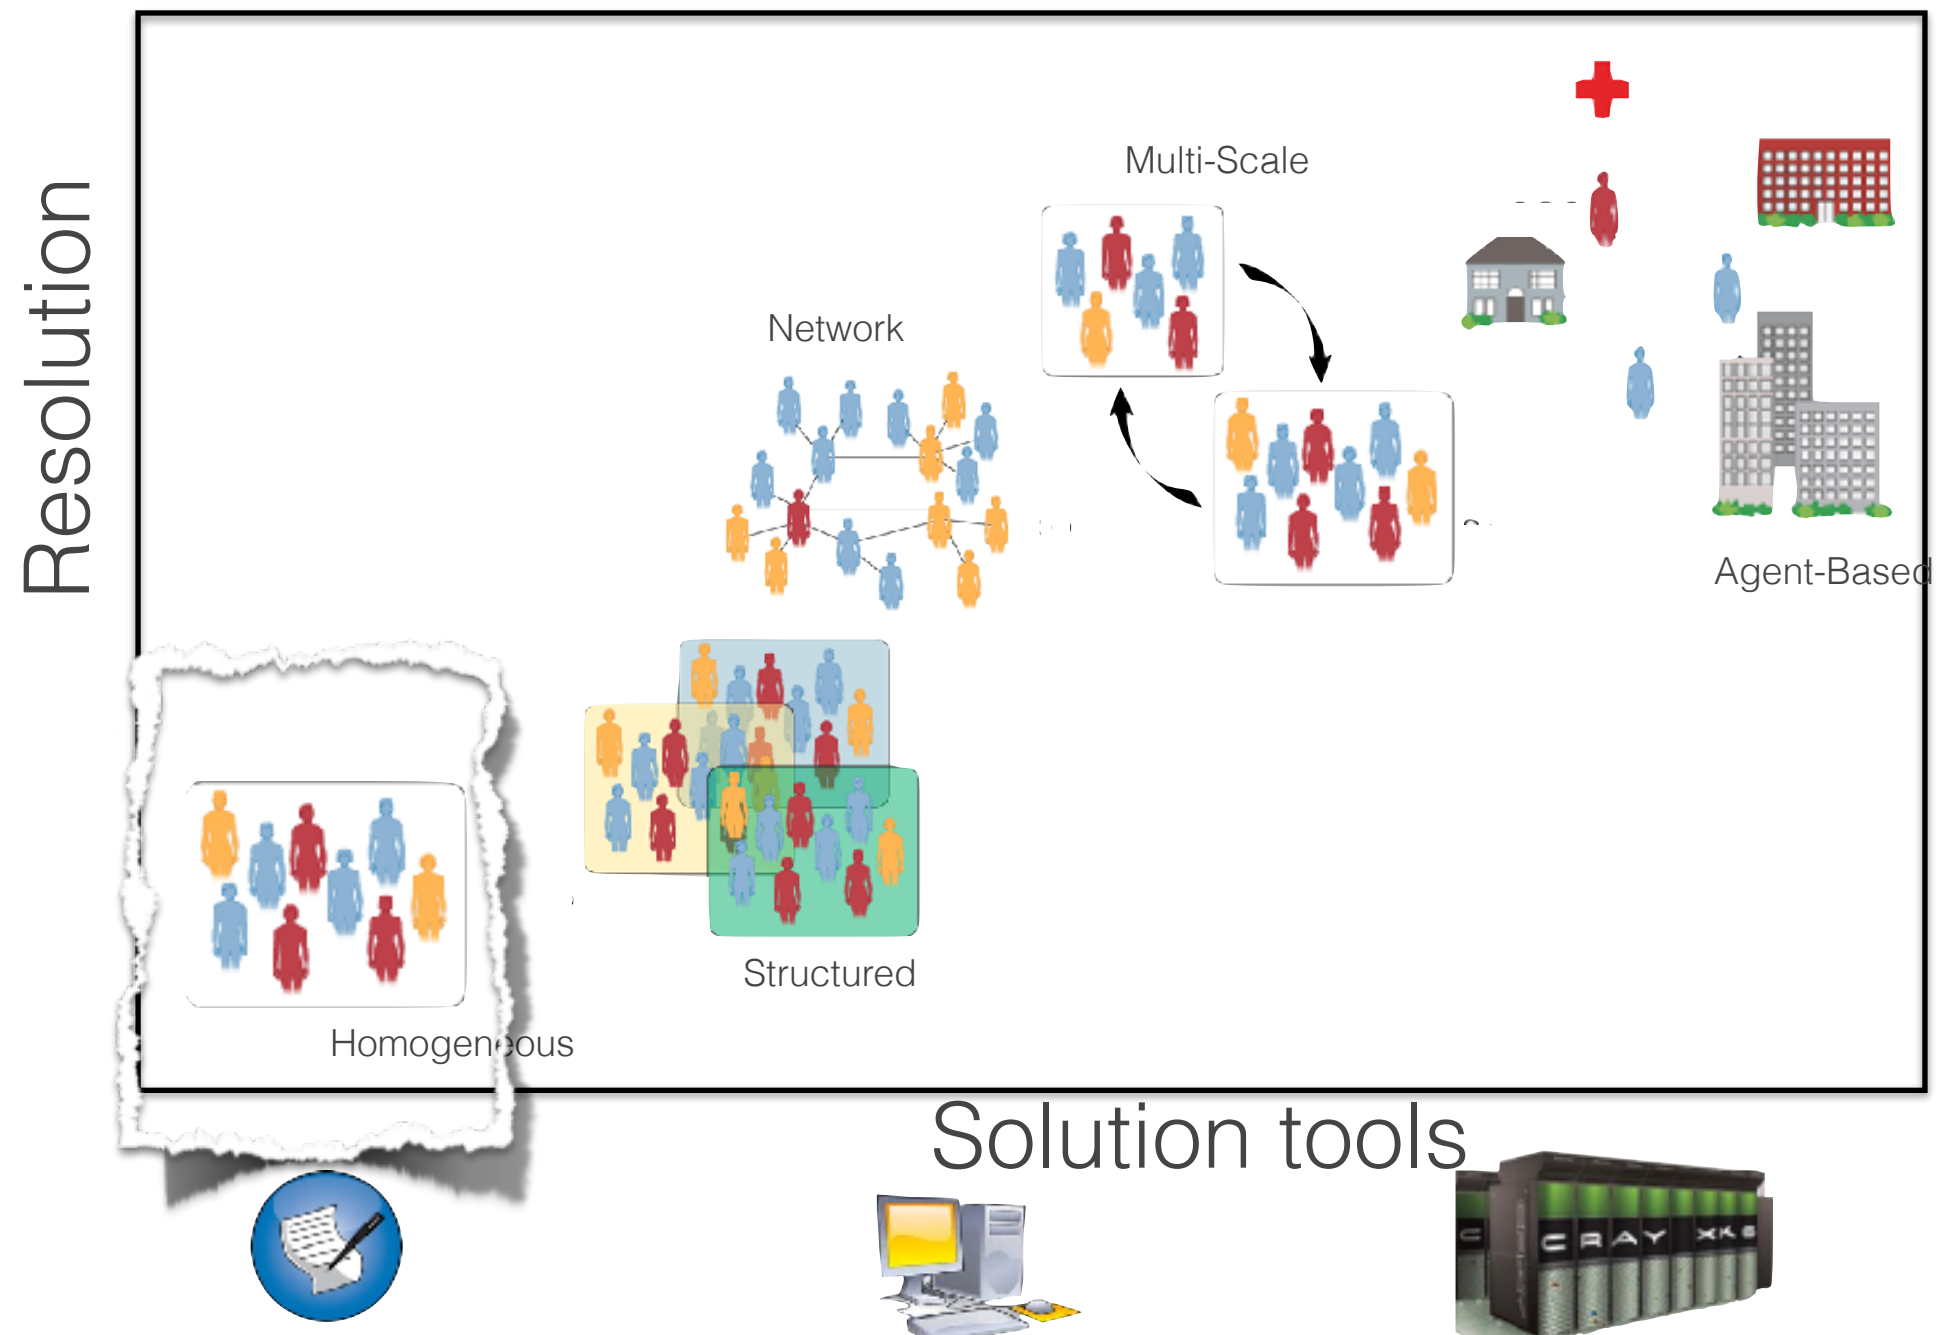 Resolution
Multi-Scale
Network
Agent-Based
Structured
Homogeneous
Solution tools
C CRAY XK6